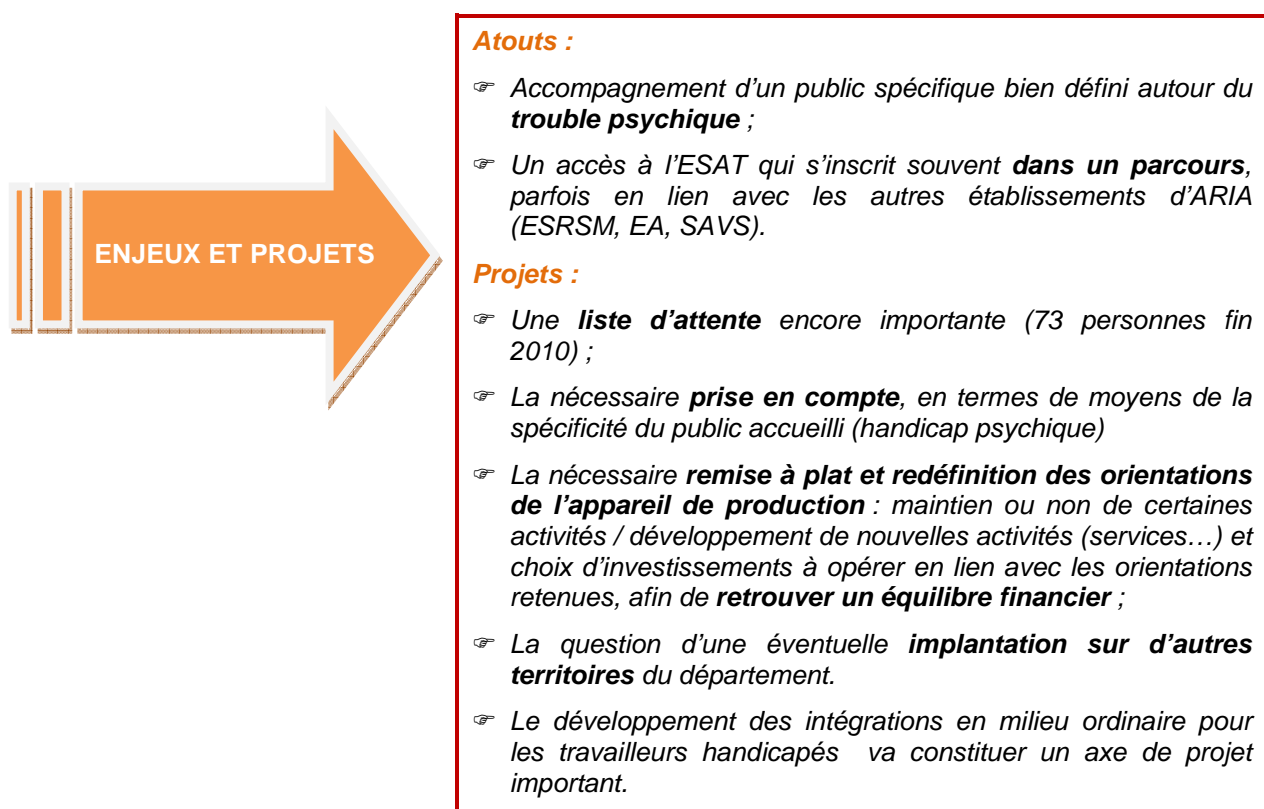 ENJEUX ET PROJETS
Atouts :
☞ Accompagnement d’un public spécifique bien défini autour du
trouble psychique ;
☞ Un accès à l’ESAT qui s’inscrit souvent dans un parcours,
parfois en lien avec les autres établissements d’ARIA
(ESRSM, EA, SAVS).
Projets :
☞ Une liste d’attente encore importante (73 personnes fin
2010) ;
☞ La nécessaire prise en compte, en termes de moyens de la
spécificité du public accueilli (handicap psychique)
☞ La nécessaire remise à plat et redéfinition des orientations
de l’appareil de production : maintien ou non de certaines
activités / développement de nouvelles activités (services…) et
choix d’investissements à opérer en lien avec les orientations
retenues, afin de retrouver un équilibre financier ;
☞ La question d’une éventuelle implantation sur d’autres
territoires du département.
☞ Le développement des intégrations en milieu ordinaire pour
les travailleurs handicapés va constituer un axe de projet
important.